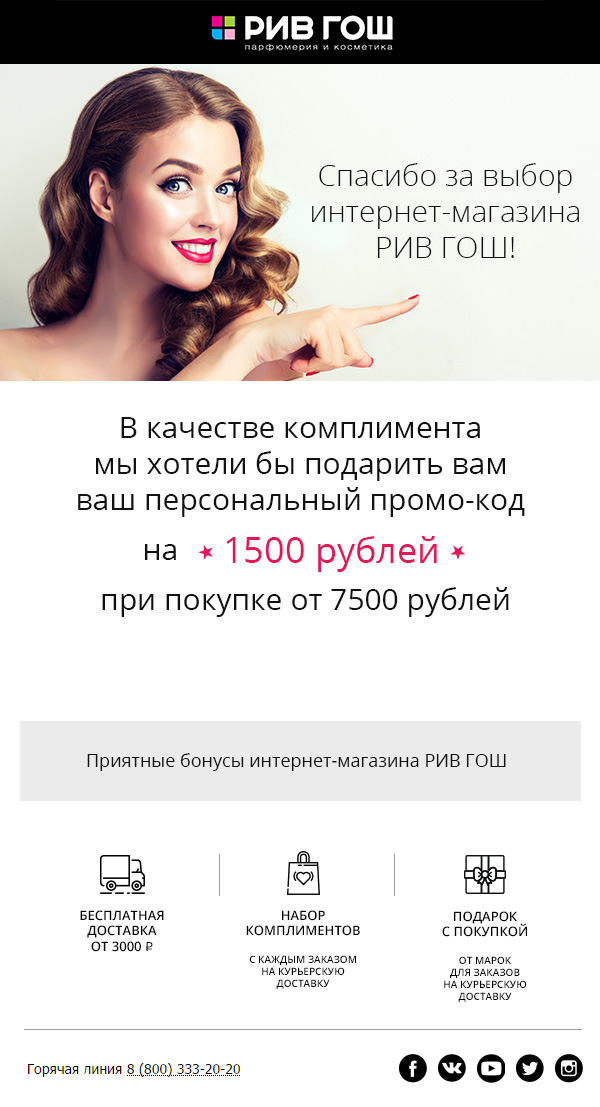 РИВ ГОШ
парфюмерия и косметика
Спасибо за выбор
интернет-магазина
РИВ ГОШ!
В качестве комплимента
мы хотели бы подарить вам
ваш персональный промо-код
на ★ 1500 рублей ★
при покупке от 7500 рублей
Приятные бонусы интернет-магазина РИВ ГОШ
БЕСПЛАТНАЯ
ДОСТАВКА
ОТ 3000 ₽
НАБОР
КОМПЛИМЕНТОВ
С КАЖДЫМ ЗАКАЗОМ
НА КУРЬЕРСКУЮ
ДОСТАВКУ
ПОДАРОК
С ПОКУПКОЙ
ОТ МАРОК
ДЛЯ ЗАКАЗОВ
НА КУРЬЕРСКУЮ
ДОСТАВКУ
Горячая линия 8 (800) 333-20-20